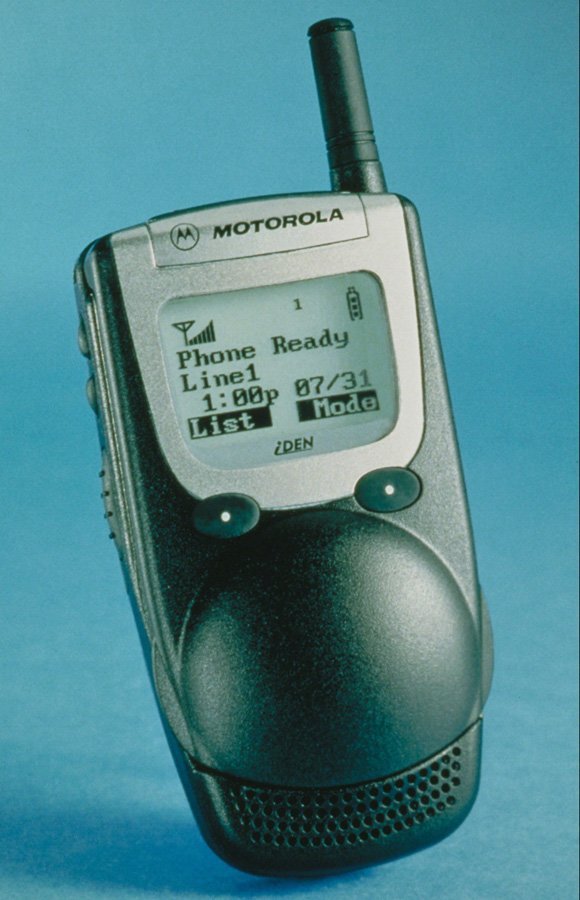 MOTOROLA
1
Phone Ready
Line1
1:00p 07/31
List Mode
iDEN